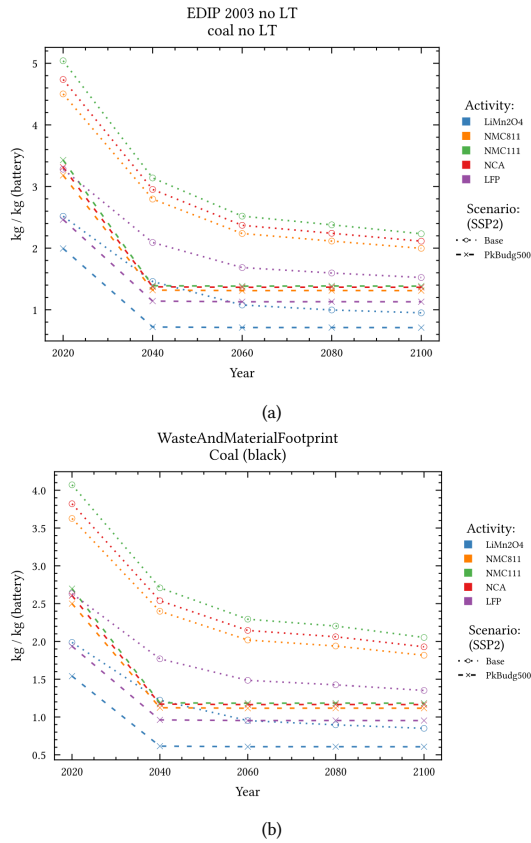 EDIP 2003 no LT
coal no LT
kg / kg (battery)
5
4
3
2
1
2020 2040 2060 2080 2100
Year
Activity:
LiMn2O4
NMC811
NMC111
NCA
LFP
Scenario:
(SSP2)
Base
PkBudg500
(a)
WasteAndMaterialFootprint
Coal (black)
kg / kg (battery)
4.0
3.5
3.0
2.5
2.0
1.5
1.0
0.5
2020 2040 2060 2080 2100
Year
Activity:
LiMn2O4
NMC811
NMC111
NCA
LFP
Scenario:
(SSP2)
Base
PkBudg500
(b)